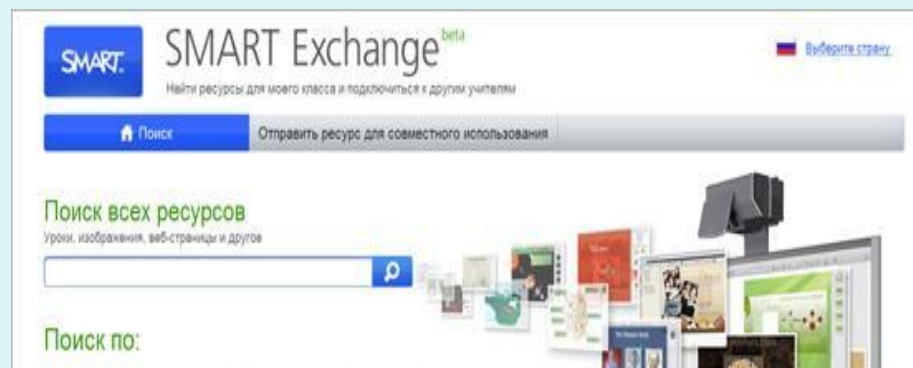 SMART.
SMART Exchange beta
Выберите страну
Найти ресурсы для моего класса и подключиться к другим учителям
Поиск
Отправить ресурс для совместного использования
Поиск всех ресурсов
Уроки, изображения, веб-страницы и другое
Поиск по: